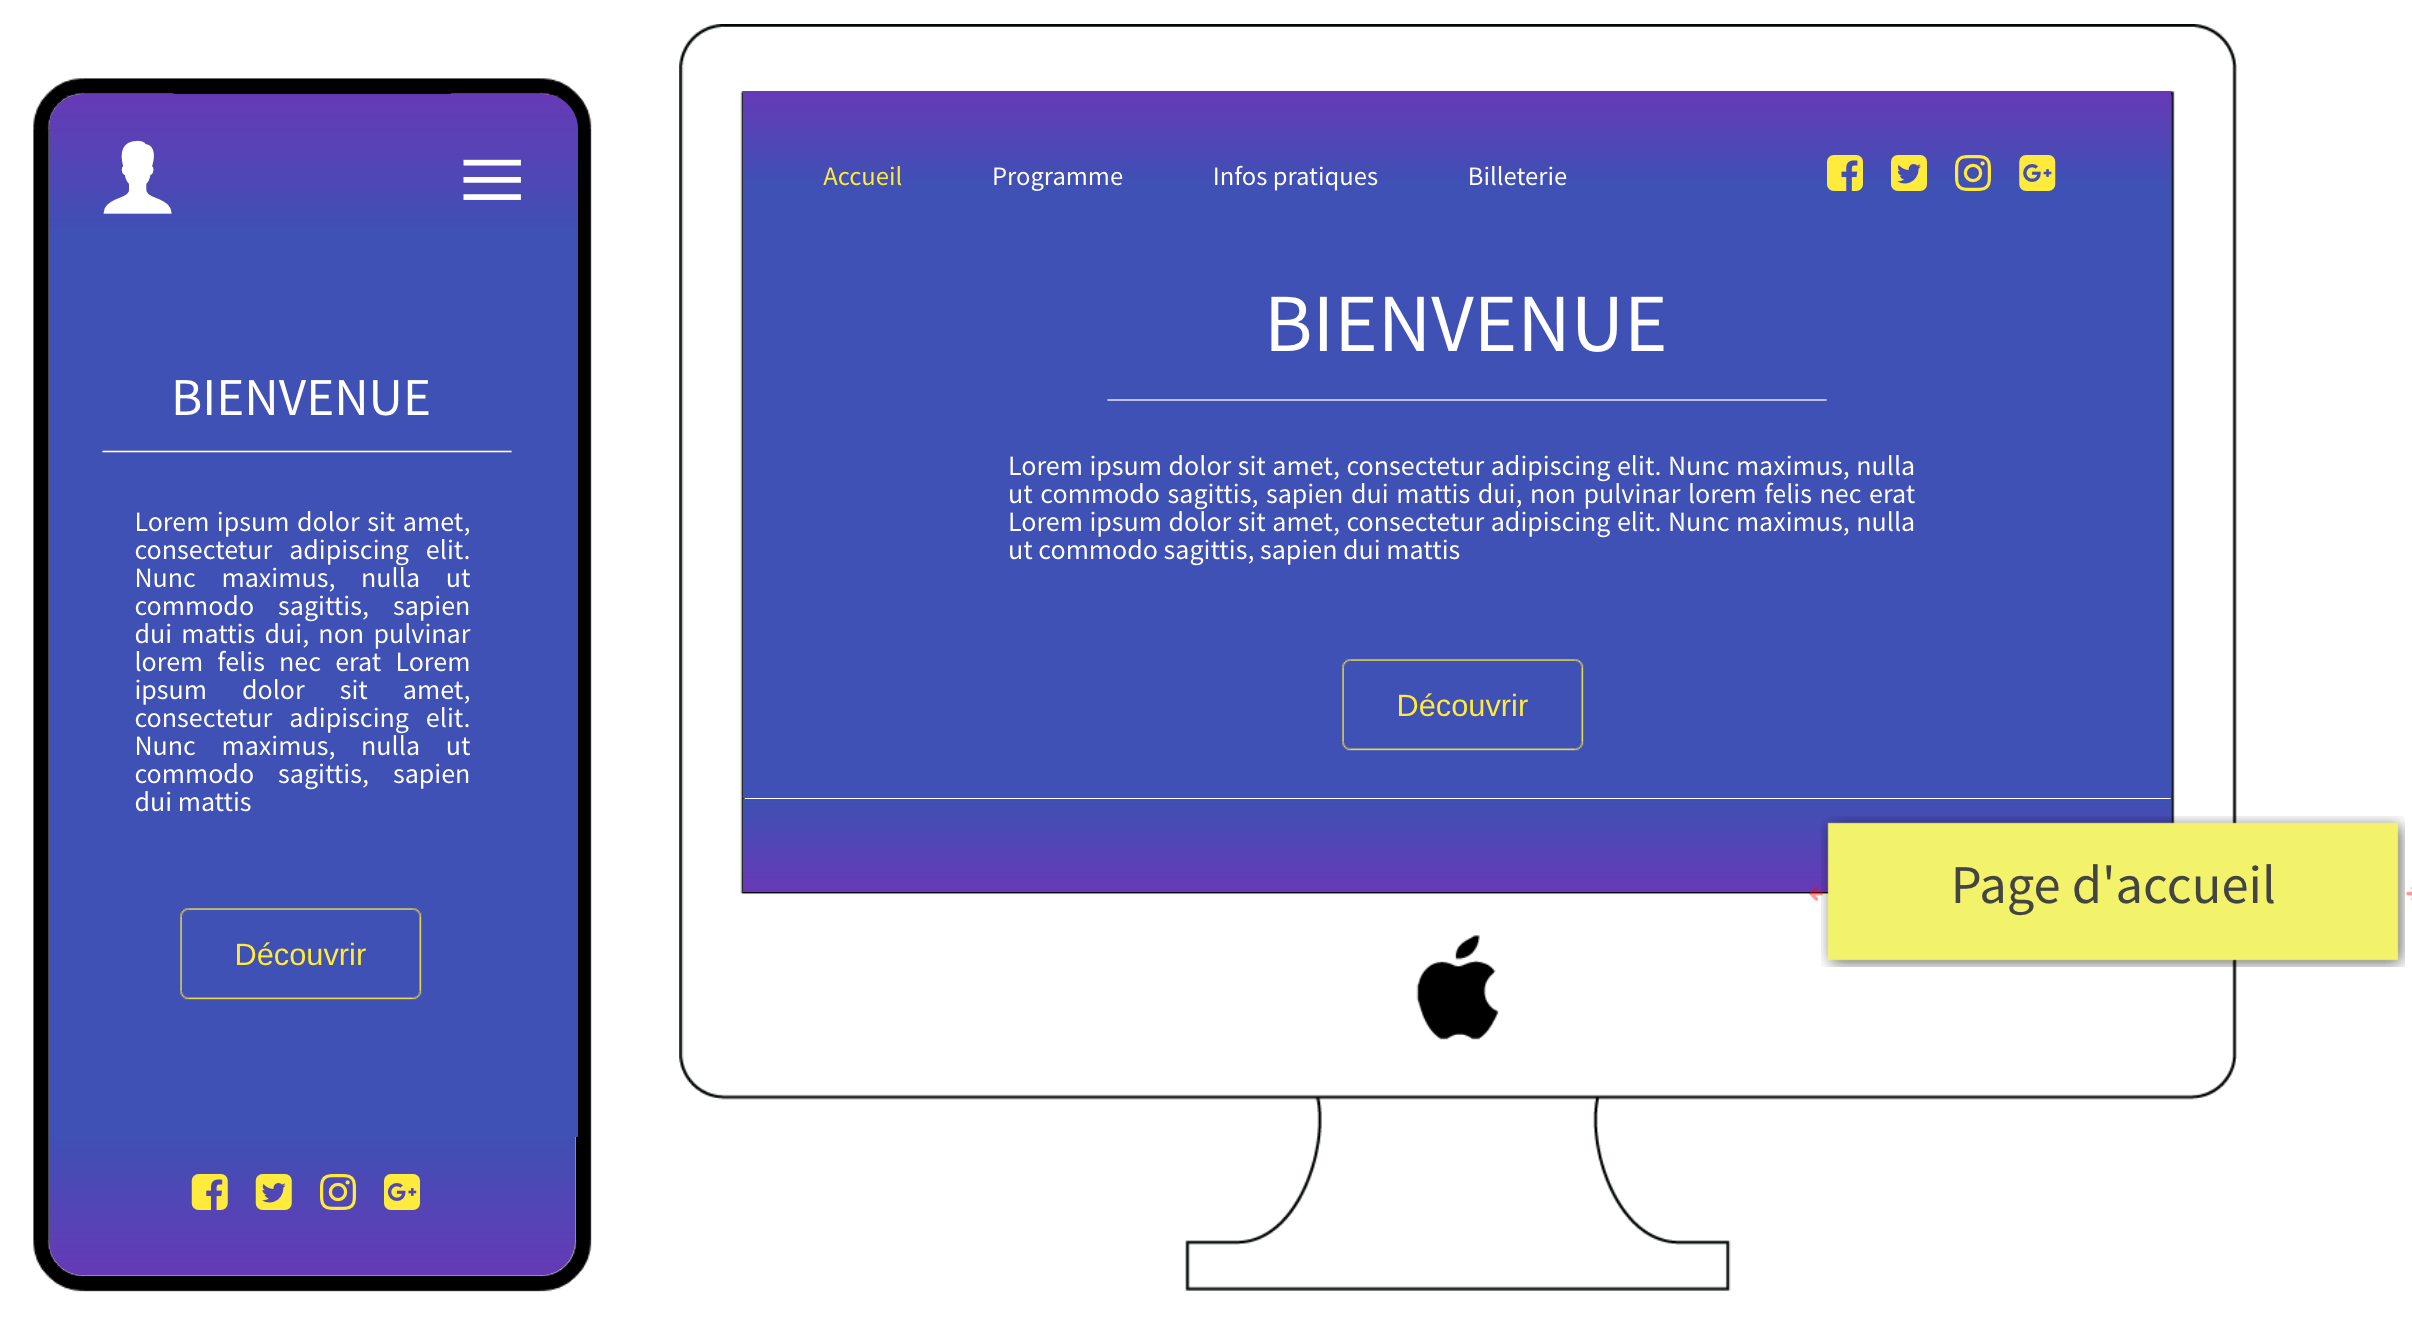 BIENVENUE
Lorem ipsum dolor sit amet,
consectetur adipiscing elit.
Nunc maximus, nulla ut
commodo sagittis, sapien
dui mattis dui, non pulvinar
lorem felis nec erat Lorem
ipsum dolor sit amet,
consectetur adipiscing elit.
Nunc maximus, nulla ut
commodo sagittis, sapien
dui mattis
Découvrir
Accueil Programme Infos pratiques Billeterie
BIENVENUE
Lorem ipsum dolor sit amet, consectetur adipiscing elit. Nunc maximus, nulla
ut commodo sagittis, sapien dui mattis dui, non pulvinar lorem felis nec erat
Lorem ipsum dolor sit amet, consectetur adipiscing elit. Nunc maximus, nulla
ut commodo sagittis, sapien dui mattis
Découvrir
Page d'accueil